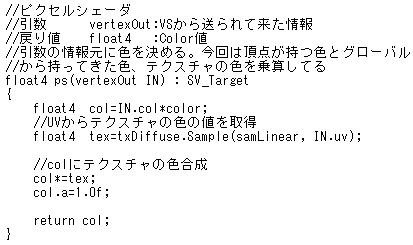 //ピクセルシェーダ
//引数      vertexOut:VSから送られて来た情報
//戻り値    float4   :Color値
//引数の情報元に色を決める。今回は頂点が持つ色とグローバル
//から持ってきた色、テクスチャの色を乗算してる
float4 ps(vertexOut IN) : SV_Target
{
    float4  col=IN.col*color;
    //UVからテクスチャの色の値を取得
    float4  tex=txDiffuse.Sample(samLinear, IN.uv);
    //colにテクスチャの色合成
    col*=tex;
    col.a=1.0f;
    return col;
}